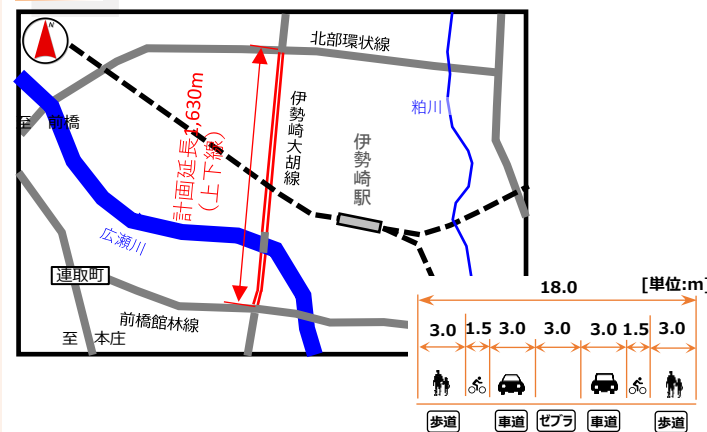 N
北部環状線
計画延長1,630m
（上下線）
伊勢崎大胡線
粕川
至 前橋
伊勢崎駅
広瀬川
連取町
前橋館林線
至 本庄
[単位:m]
18.0
3.0 1.5 3.0 3.0 3.0 1.5 3.0
歩道 車道 ゼブラ 車道 歩道